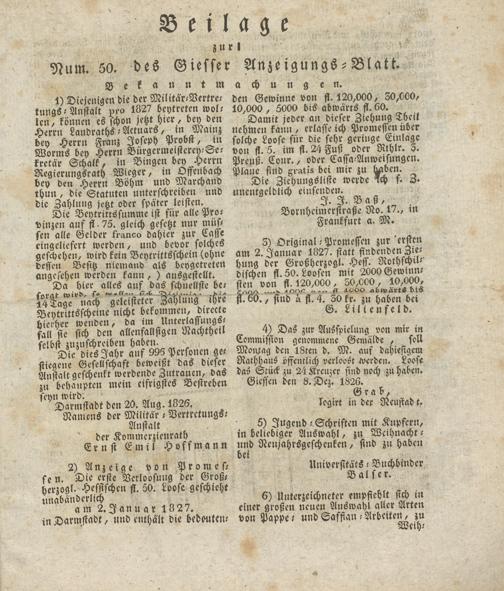 Beilage
zur
Num. 50. des Giesser Anzeigungs-Blatt.
Bekanntmachungen.
1) Diejenigen die der Militär-Vertre-
tungs-Anstalt pro 1827 beytreten wol-
len, können es schon jetzt hier, bey den
Herrn Landraths-Actuars, in Mainz
bey Herrn Franz Joseph Probst, in
Worms bey Herrn Bürgermeisterey-Se-
kretär Schalk, in Bingen bey Herrn
Regierungsrath Wieger, in Offenbach
bey den Herrn Böhm und Marchand
thun, die Statuten unterschreiben und
die Zahlung jetzt oder später leisten.
Die Beytrittssumme ist für alle Pro-
vinzen auf fl. 75. gleich gesetzt nur müs-
sen alle Gelder franco dahier zur Casse
eingeliefert werden, und bevor solches
geschehen, wird kein Beytrittsschein (ohne
dessen Besitz niemand als beygetreten
angesehen werden kann,) ausgestellt.
Da hier alles auf das schnellste be-
sorgt wird, so
14 Tage nach geleisteter Zahlung ihre
Beytrittsscheine nicht bekommen, directe
hierher wenden, da im Unterlassungs-
fall sie sich den allenfallsigen Nachtheil
selbst zuzuschreiben haben.
Die dies Jahr auf 995 Personen ge-
stiegene Gesellschaft beweißt das dieser
Anstalt geschenkt werdende Zutrauen, das
zu behaupten mein eifrigstes Bestreben
seyn wird.
Darmstadt den 20. Aug. 1826.
Namens der Militär-Vertretungs-
Anstalt
der Kommerzienrath
Ernst Emil Hoffmann
2) Anzeige von Promes-
sen. Die erste Verloosung der Groß-
herzogl. Hessischen fl. 50. Loose geschieht
unabänderlich
am 2. Januar 1827.
in Darmstadt, und enthält die bedeuten-
den Gewinne von fl. 120,000, 30,000,
10,000, 5000 bis abwärts fl. 60.
Damit jeder an dieser Ziehung Theil
nehmen kann, erlasse ich Promessen über
solche Loose für die sehr geringe Einlage
von fl. 5. im fl. 24 Fuß oder Rthlr. 3.
Preuß. Cour., oder Cassa-Anweisungen.
Plane sind gratis bei mir zu haben.
Die Ziehungsliste werde ich s. Z.
unentgeldlich einsenden.
J. J. Baß,
Bornheimerstraße No. 17., in
Frankfurt a. M.
3) Original-Promessen zur ersten
am 2. Januar 1827. statt findenden Zie-
hung der Großherzogl. Hess. Rothschil-
dischen fl. 50. Loosen mit 2000 Gewinn-
sten von fl. 120,000, 50,000, 10,000,
abwärts bis
fl. 60., sind à fl. 4. 30 kr. zu haben bei
G. Lilienfeld.
4) Das zur Ausspielung von mir in
Commission genommene Gemälde, soll
Montag den 18ten d. M. auf dahiesigem
Rathhaus öffentlich verloost werden. Loose
das Stück zu 24 Kreuzer sind noch zu haben.
Giessen den 8. Dez. 1826.
Grab,
logirt in der Neustadt.
5) Jugend-Schriften mit Kupfern,
in beliebiger Auswahl, zu Weihnacht-
und Neujahrsgeschenken, sind zu haben
bei
Universitäts-Buchbinder
Balser.
6) Unterzeichneter empfiehlt sich in
einer großen neuen Auswahl aller Arten
von Pappe- und Saffian-Arbeiten, zu
Weih-